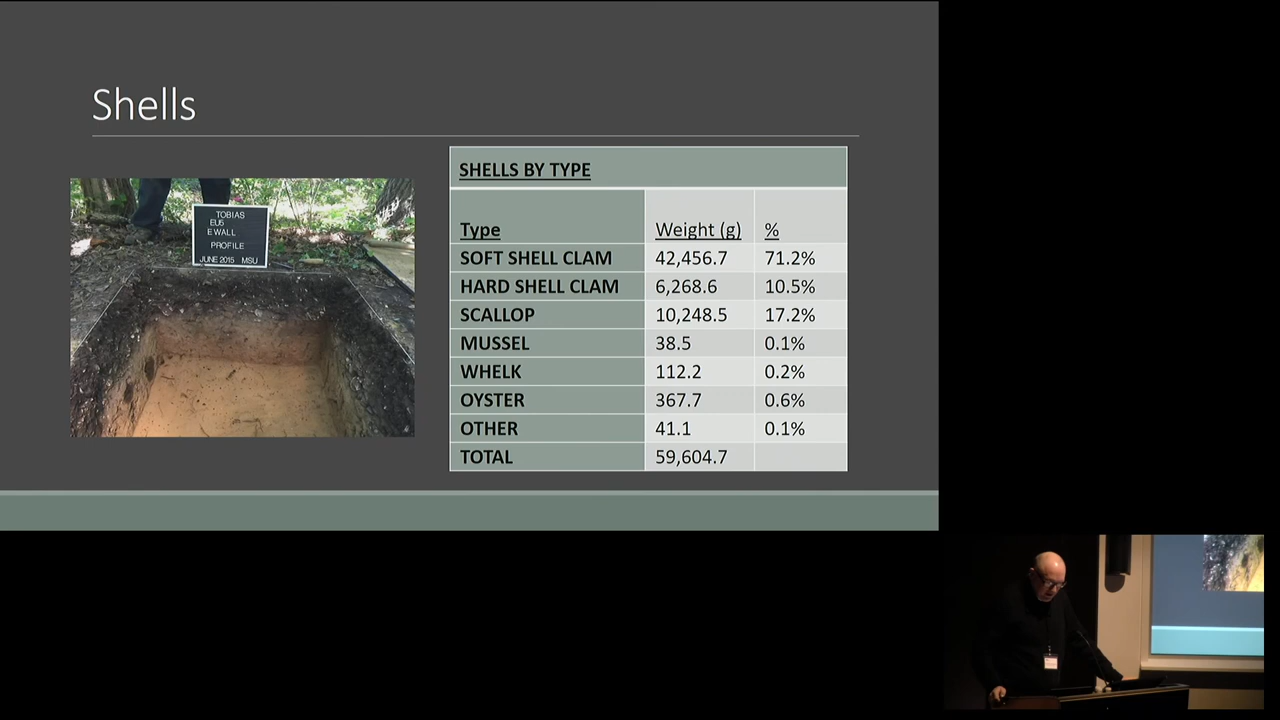 Shells
TOBIAS
EU5
E WALL
PROFILE
JUNE 2015 MSU
SHELLS BY TYPE
Type Weight (g) %
SOFT SHELL CLAM 42,456.7 71.2%
HARD SHELL CLAM 6,268.6 10.5%
SCALLOP 10,248.5 17.2%
MUSSEL 38.5 0.1%
WHELK 112.2 0.2%
OYSTER 367.7 0.6%
OTHER 41.1 0.1%
TOTAL 59,604.7